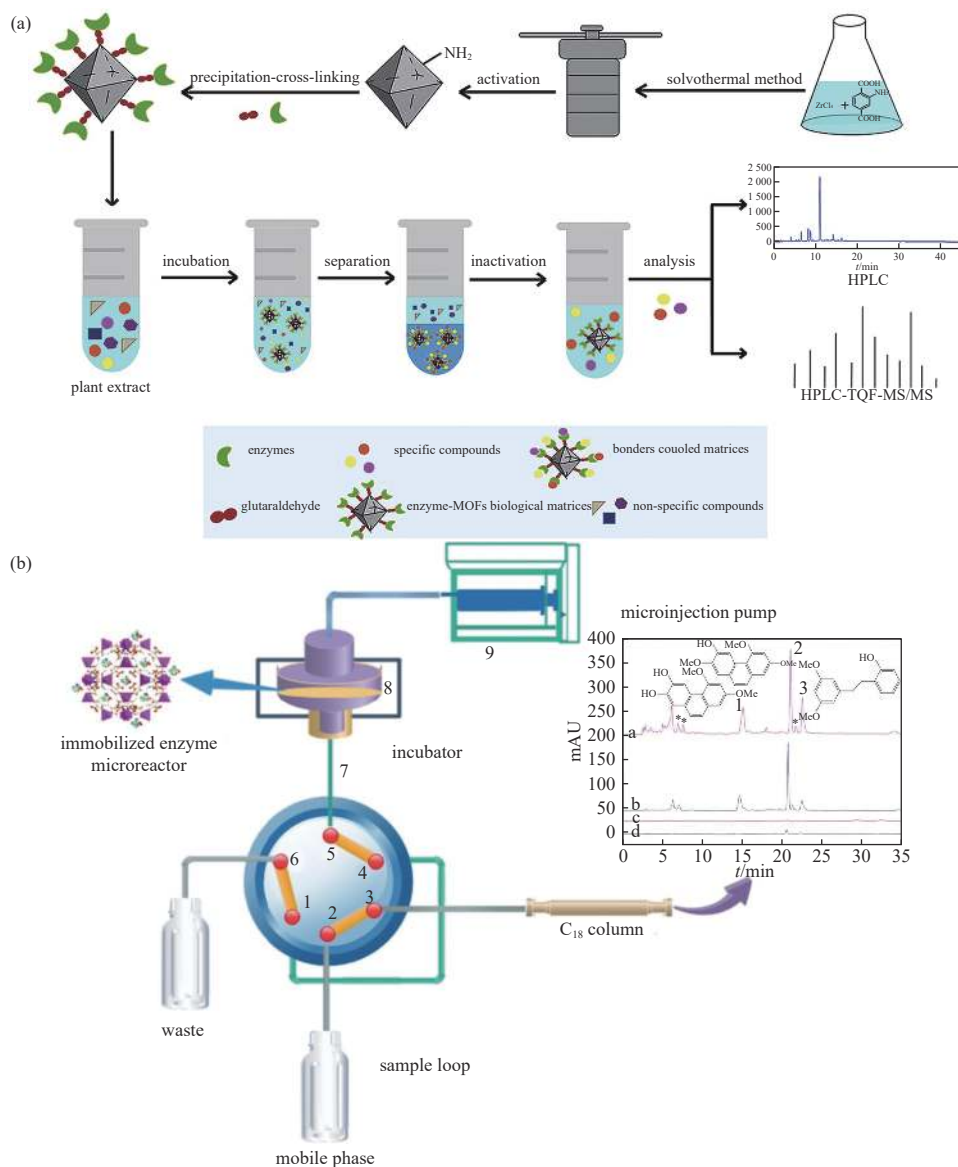 (a)
NH2
precipitation-cross-linking
activation
solvothermal method
COOH
NH
ZrCl4 +
COOH
2 500
2 000
1 500
1 000
500
0
0 10 20 30 40
t/min
HPLC
incubation
separation
inactivation
analysis
plant extract
HPLC-TQF-MS/MS
enzymes
specific compounds
bonders couoled matrices
glutaraldehyde
enzyme-MOFs biological matrices
non-specific compounds
(b)
9
microinjection pump
8
immobilized enzyme
microreactor
incubator
7
400
350
300
250
200
150
100
50
0
mAU
HO
MeO
MeO
OMe
HO
HO
OMe
MeO
MeO
HO
1
2
3
**
*
a
b
c
d
0 5 10 15 20 25 30 35
t/min
6
5
4
1
2
3
C18 column
waste
sample loop
mobile phase